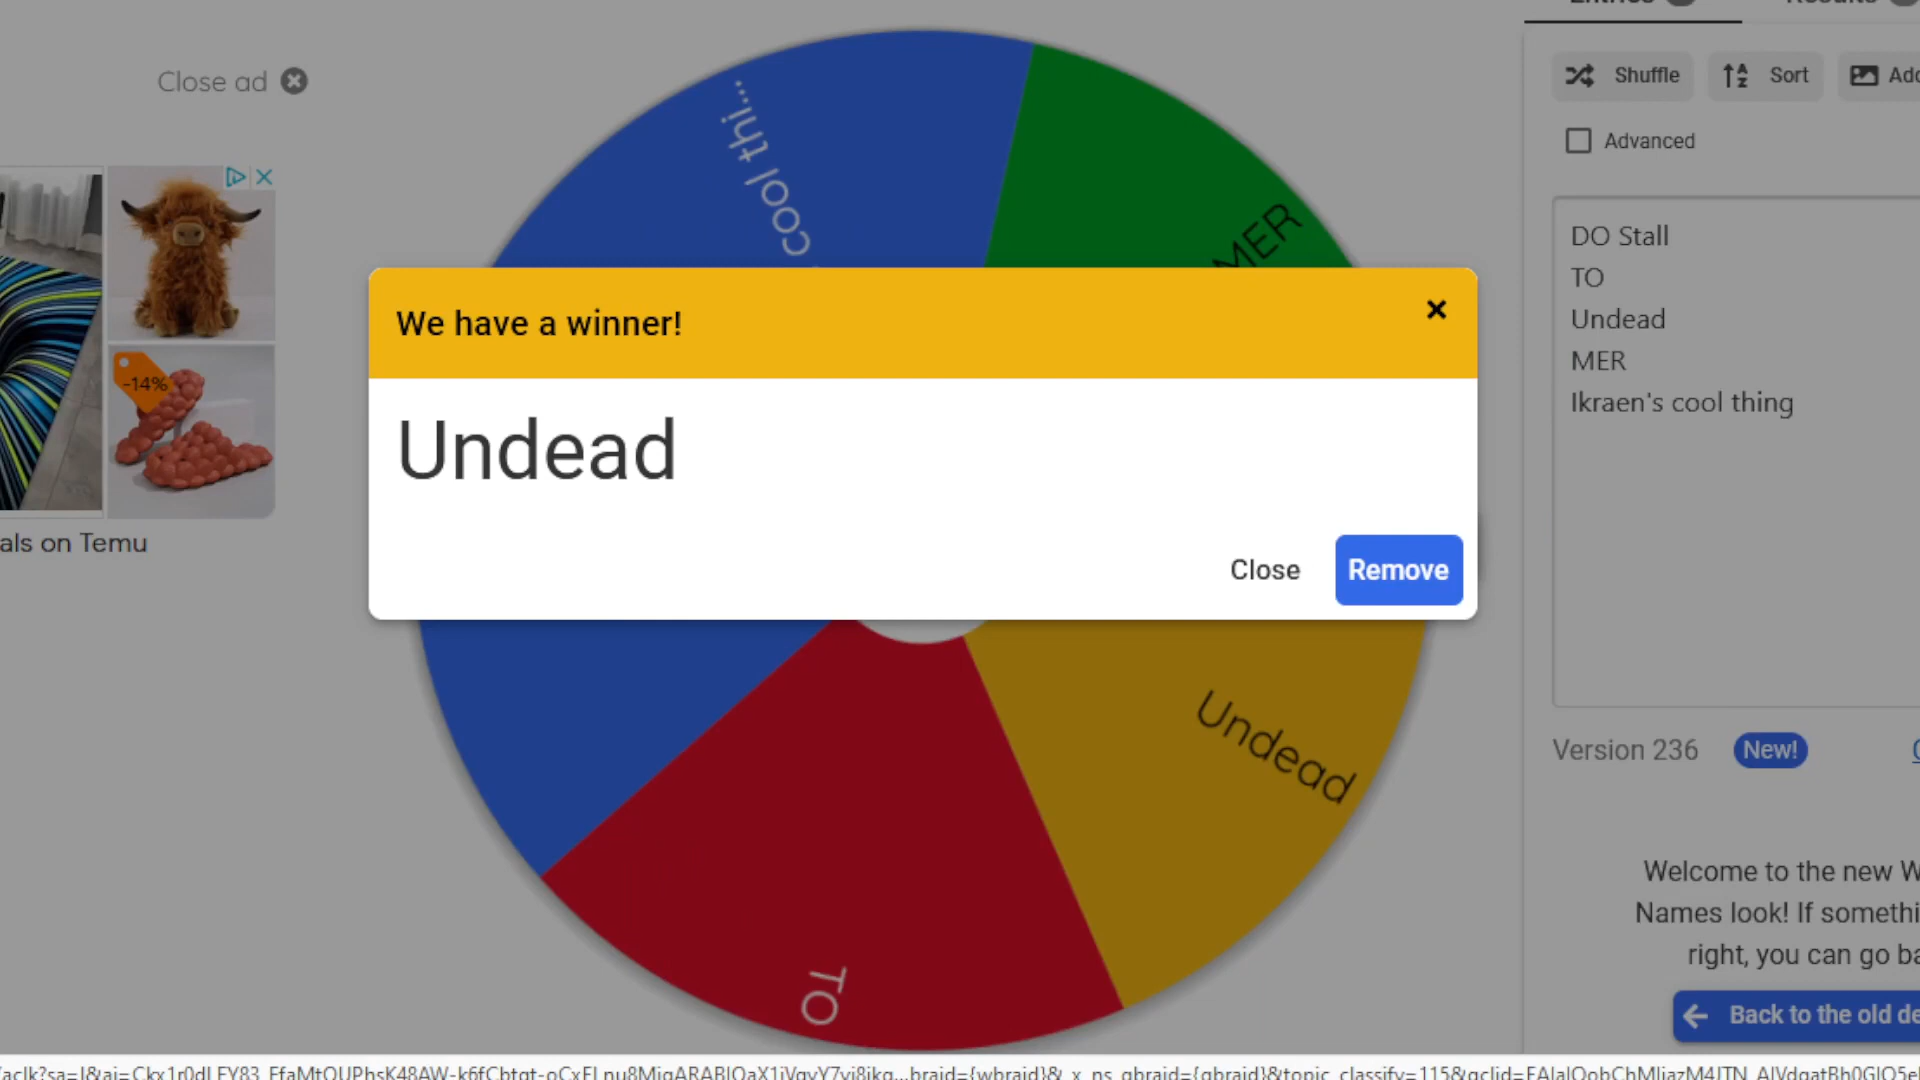 Close ad
-14%
als on Temu
cool thi...
MER
We have a winner!
Undead
Close
Remove
Undead
TO
Entries
Results
Shuffle
Sort
Advanced
DO Stall
TO
Undead
MER
Ikraen's cool thing
Version 236
New!
Welcome to the new W
Names look! If somethi
right, you can go ba
Back to the old de